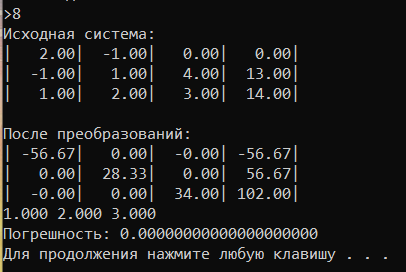 >8
Исходная система:
|   2.00|  -1.00|   0.00|   0.00|
|  -1.00|   1.00|   4.00|  13.00|
|   1.00|   2.00|   3.00|  14.00|
После преобразований:
| -56.67|   0.00|  -0.00| -56.67|
|   0.00|  28.33|   0.00|  56.67|
|  -0.00|   0.00|  34.00| 102.00|
1.000 2.000 3.000
Погрешность: 0.00000000000000000000
Для продолжения нажмите любую клавишу . . .